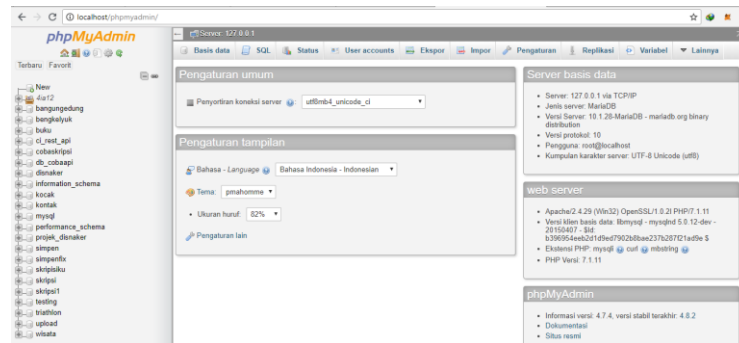 localhost/phpmyadmin/
phpMyAdmin
Terbaru Favorit
New
4ia12
bangungedung
bengkelyuk
buku
ci_rest_api
cobaskripsi
db_cobaapi
disnaker
information_schema
kocak
kontak
mysql
performance_schema
projek_disnaker
simpen
simpenfix
skripisiku
skripsi
skripsi1
testing
triathlon
upload
wisata
Server: 127.0.0.1
Basis data SQL Status User accounts Ekspor Impor Pengaturan Replikasi Variabel Lainnya
Pengaturan umum
Penyortiran koneksi server utf8mb4_unicode_ci
Pengaturan tampilan
Bahasa - Language Bahasa Indonesia - Indonesian
Tema: pmahomme
Ukuran huruf: 82%
Pengaturan lain
Server basis data
Server: 127.0.0.1 via TCP/IP
Jenis server: MariaDB
Versi Server: 10.1.28-MariaDB - mariadb.org binary
distribution
Versi protokol: 10
Pengguna: root@localhost
Kumpulan karakter server: UTF-8 Unicode (utf8)
web server
Apache/2.4.29 (Win32) OpenSSL/1.0.2l PHP/7.1.11
Versi klien basis data: libmysql - mysqlnd 5.0.12-dev -
20150407 - $Id:
b396954eeb2d1d9ed7902b8bae237b287f21ad9e $
Ekstensi PHP: mysqli curl mbstring
PHP Versi: 7.1.11
phpMyAdmin
Informasi versi: 4.7.4, versi stabil terakhir: 4.8.2
Dokumentasi
Situs resmi